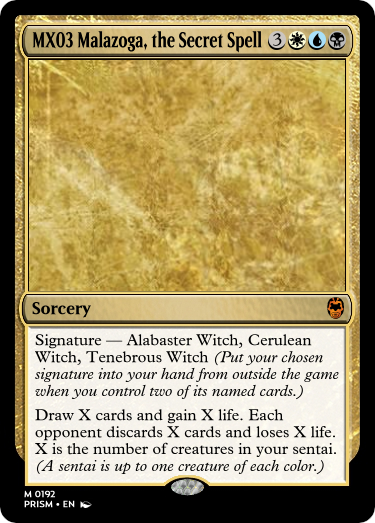 MX03 Malazoga, the Secret Spell 3
Sorcery
Signature — Alabaster Witch, Cerulean
Witch, Tenebrous Witch (Put your chosen
signature into your hand from outside the game
when you control two of its named cards.)
Draw X cards and gain X life. Each
opponent discards X cards and loses X life.
X is the number of creatures in your sentai.
(A sentai is up to one creature of each color.)
M 0192
PRISM • EN